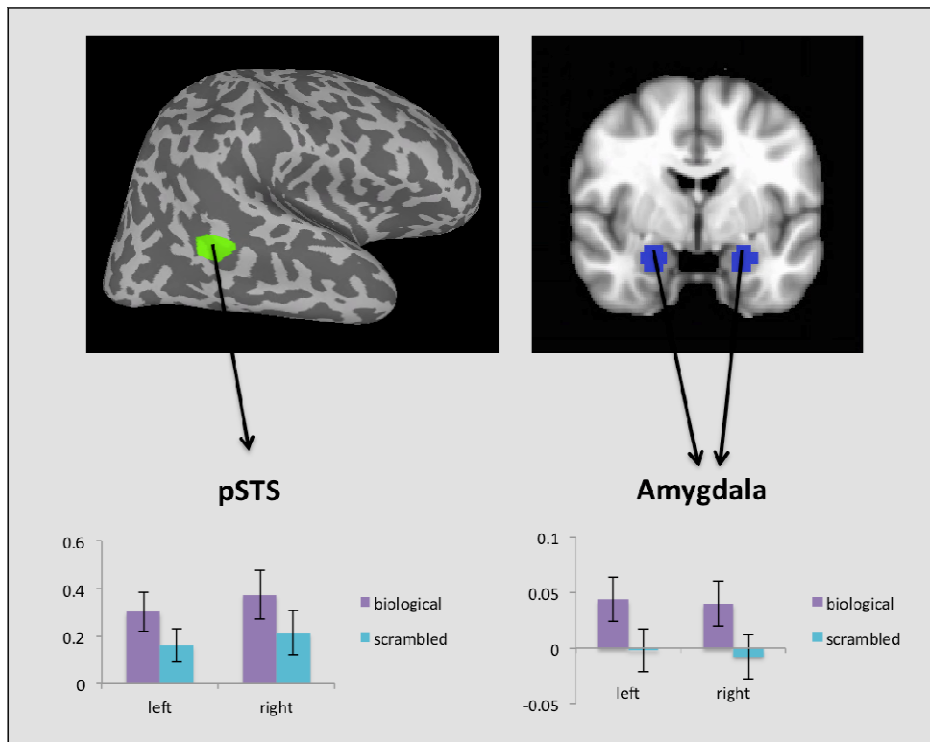 pSTS
Amygdala
0.6
0.4
0.2
0
left
right
biological
scrambled
0.1
0.05
0
-0.05
left
right
biological
scrambled